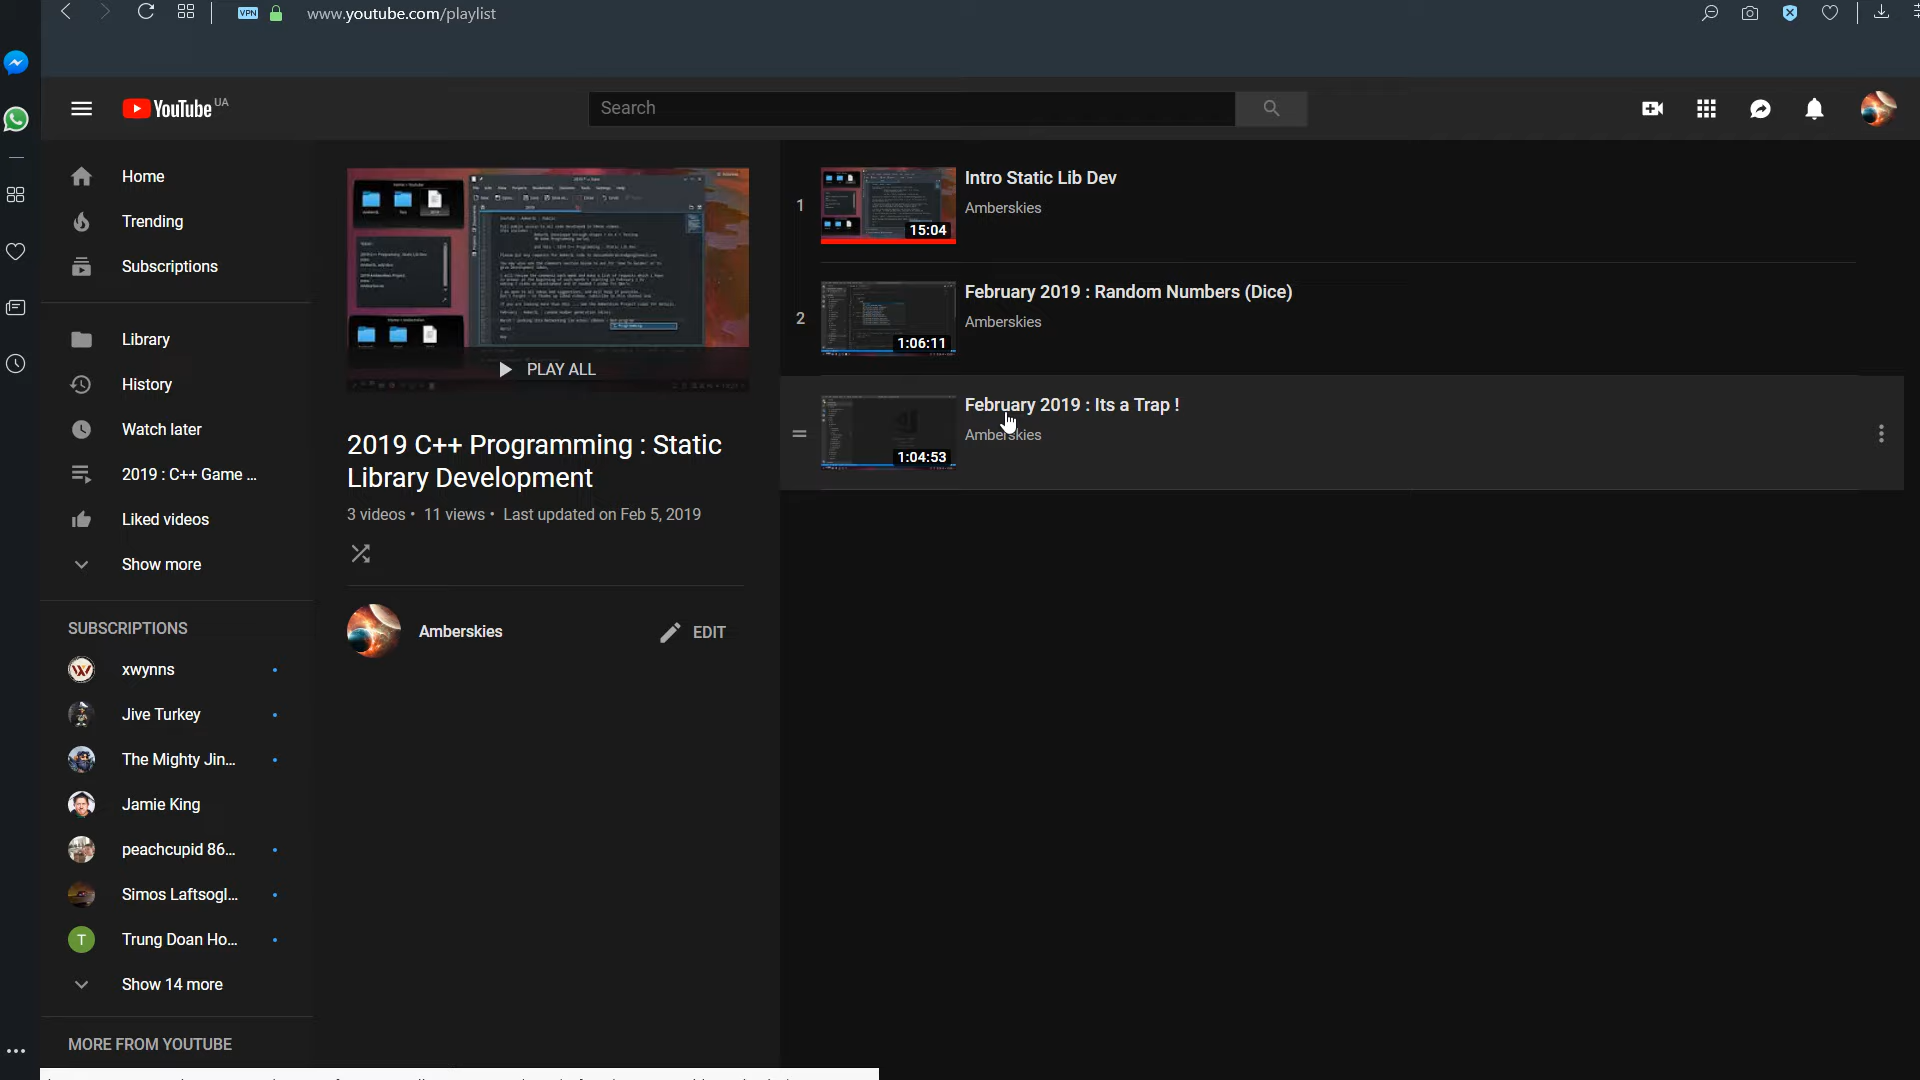 VPN www.youtube.com/playlist
YouTube UA
Search
Home
Trending
Subscriptions
Library
History
Watch later
2019 : C++ Game ...
Liked videos
Show more
SUBSCRIPTIONS
xwynns
Jive Turkey
The Mighty Jin...
Jamie King
peachcupid 86...
Simos Laftsogl...
T Trung Doan Ho...
Show 14 more
MORE FROM YOUTUBE
PLAY ALL
2019 C++ Programming : Static
Library Development
3 videos • 11 views • Last updated on Feb 5, 2019
Amberskies
EDIT
1
15:04
Intro Static Lib Dev
Amberskies
2
1:06:11
February 2019 : Random Numbers (Dice)
Amberskies
1:04:53
February 2019 : Its a Trap !
Amberskies